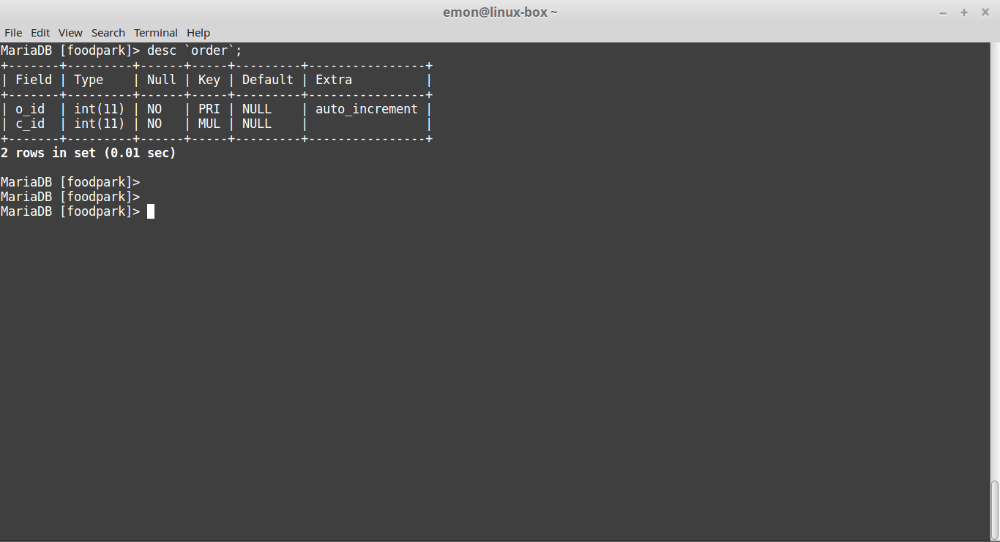 emon@linux-box ~
File Edit View Search Terminal Help
MariaDB [foodpark]> desc `order`;
+-------+---------+------+-----+---------+----------------+
| Field | Type    | Null | Key | Default | Extra          |
+-------+---------+------+-----+---------+----------------+
| o_id  | int(11) | NO   | PRI | NULL    | auto_increment |
| c_id  | int(11) | NO   | MUL | NULL    |                |
+-------+---------+------+-----+---------+----------------+
2 rows in set (0.01 sec)
MariaDB [foodpark]>
MariaDB [foodpark]>
MariaDB [foodpark]>